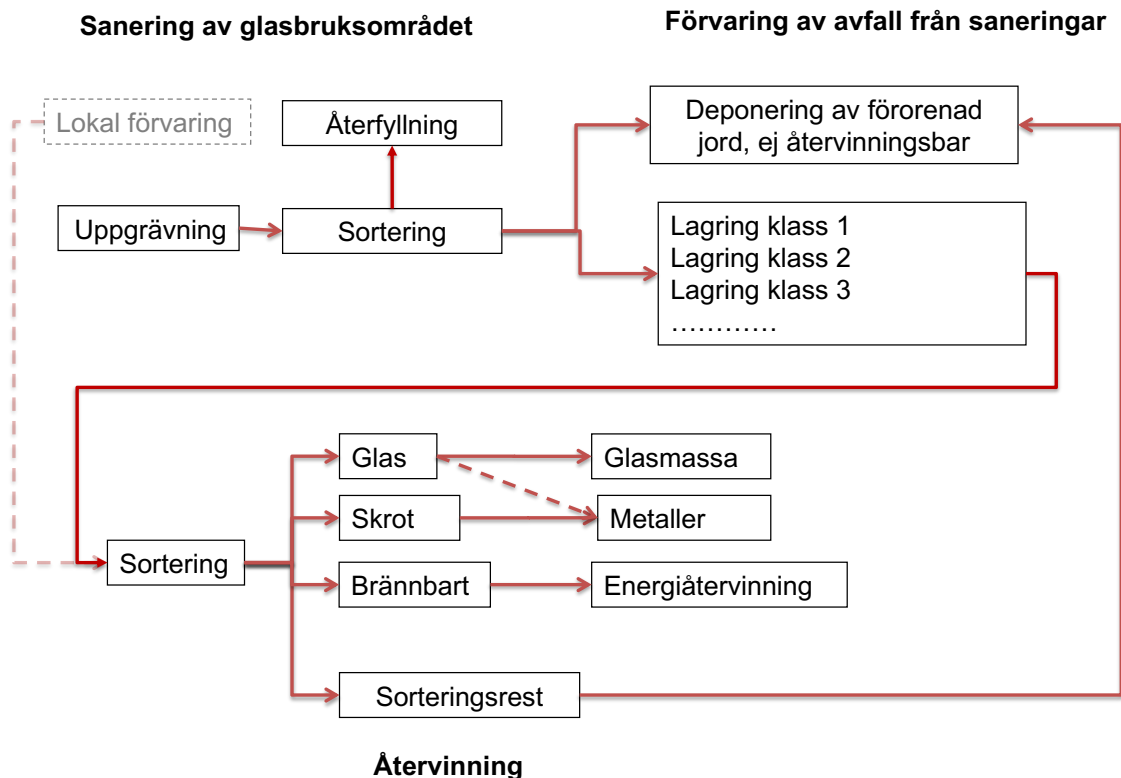 Sanering av glasbruksområdet
Förvaring av avfall från saneringar
Lokal förvaring
Återfyllning
Deponering av förorenad
jord, ej återvinningsbar
Uppgrävning
Sortering
Lagring klass 1
Lagring klass 2
Lagring klass 3
…………
Glas
Glasmassa
Skrot
Metaller
Sortering
Brännbart
Energiåtervinning
Sorteringsrest
Återvinning